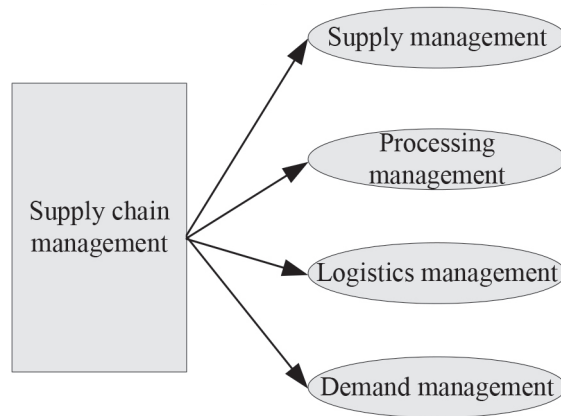 Supply management
Processing
management
Supply chain
management
Logistics management
Demand management